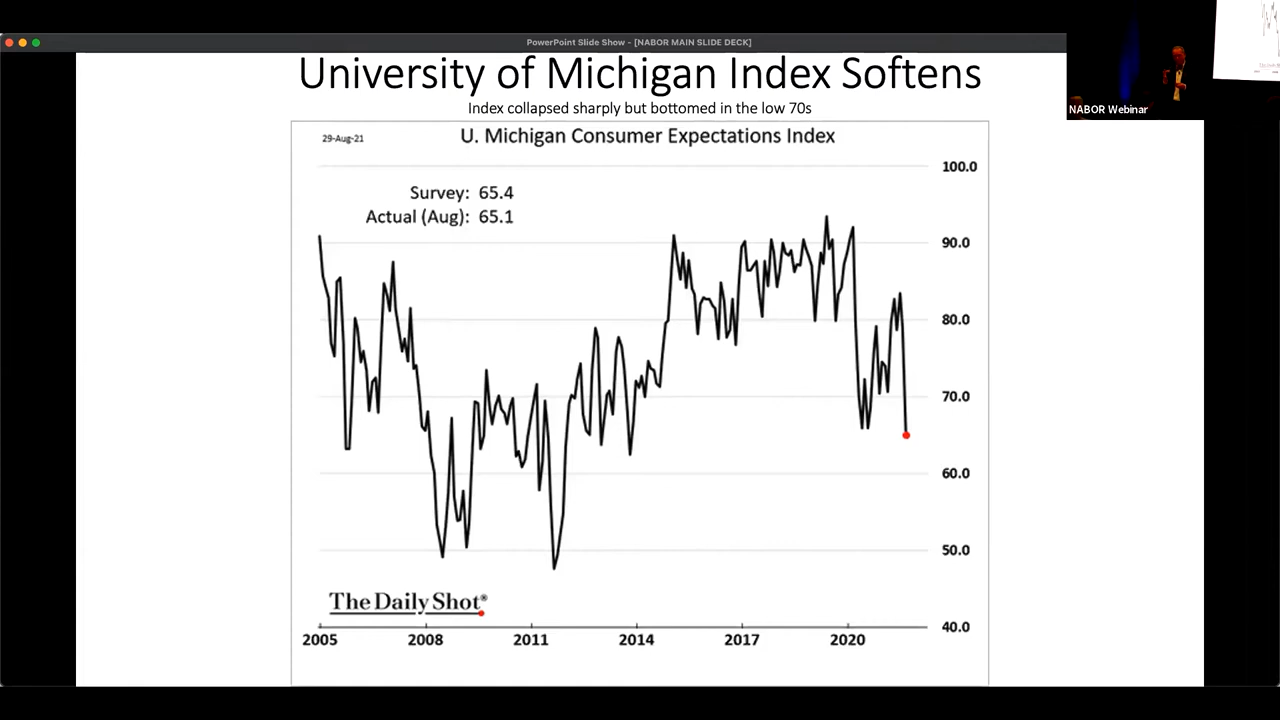 PowerPoint Slide Show - [NABOR MAIN SLIDE DECK]
University of Michigan Index Softens
Index collapsed sharply but bottomed in the low 70s
NABOR Webinar
29-Aug-21
U. Michigan Consumer Expectations Index
Survey: 65.4
Actual (Aug): 65.1
100.0
90.0
80.0
70.0
60.0
50.0
40.0
The Daily Shot®
2005 2008 2011 2014 2017 2020